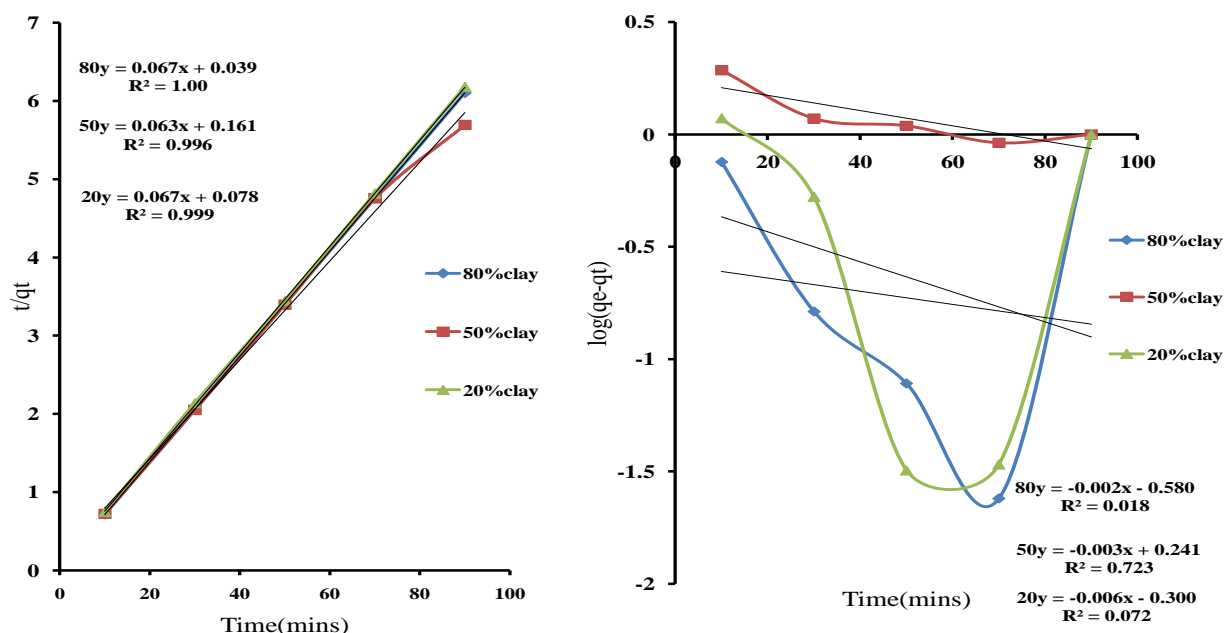 7
6
5
4
3
2
1
0
t/qt
80y = 0.067x + 0.039
R² = 1.00
50y = 0.063x + 0.161
R² = 0.996
20y = 0.067x + 0.078
R² = 0.999
80%clay
50%clay
20%clay
0 20 40 60 80 100
Time(mins)
0.5
0
-0.5
-1
-1.5
-2
log(qe-qt)
0 20 40 60 80 100
80%clay
50%clay
20%clay
80y = -0.002x - 0.580
R² = 0.018
50y = -0.003x + 0.241
R² = 0.723
20y = -0.006x - 0.300
R² = 0.072
Time(mins)